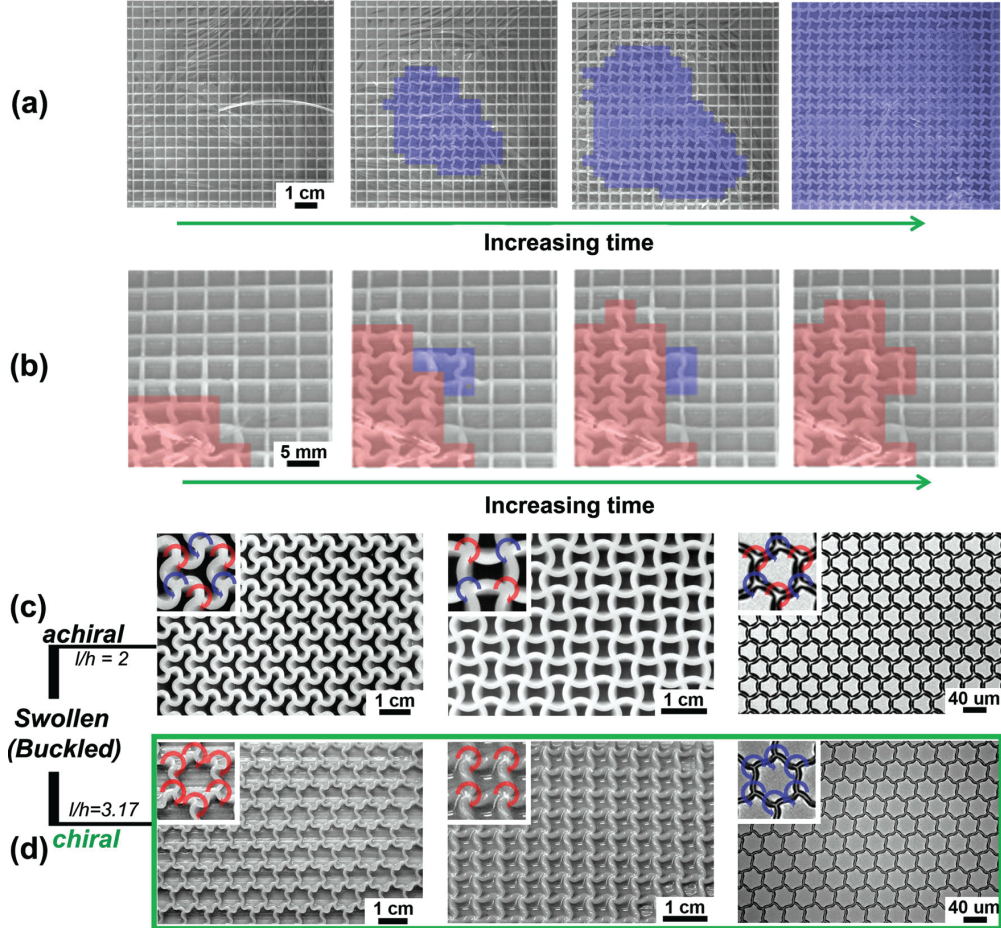 (a)
1 cm
Increasing time
(b)
5 mm
Increasing time
(c)
achiral
l/h = 2
1 cm
1 cm
40 um
Swollen
(Buckled)
l/h=3.17
chiral
(d)
1 cm
1 cm
40 um